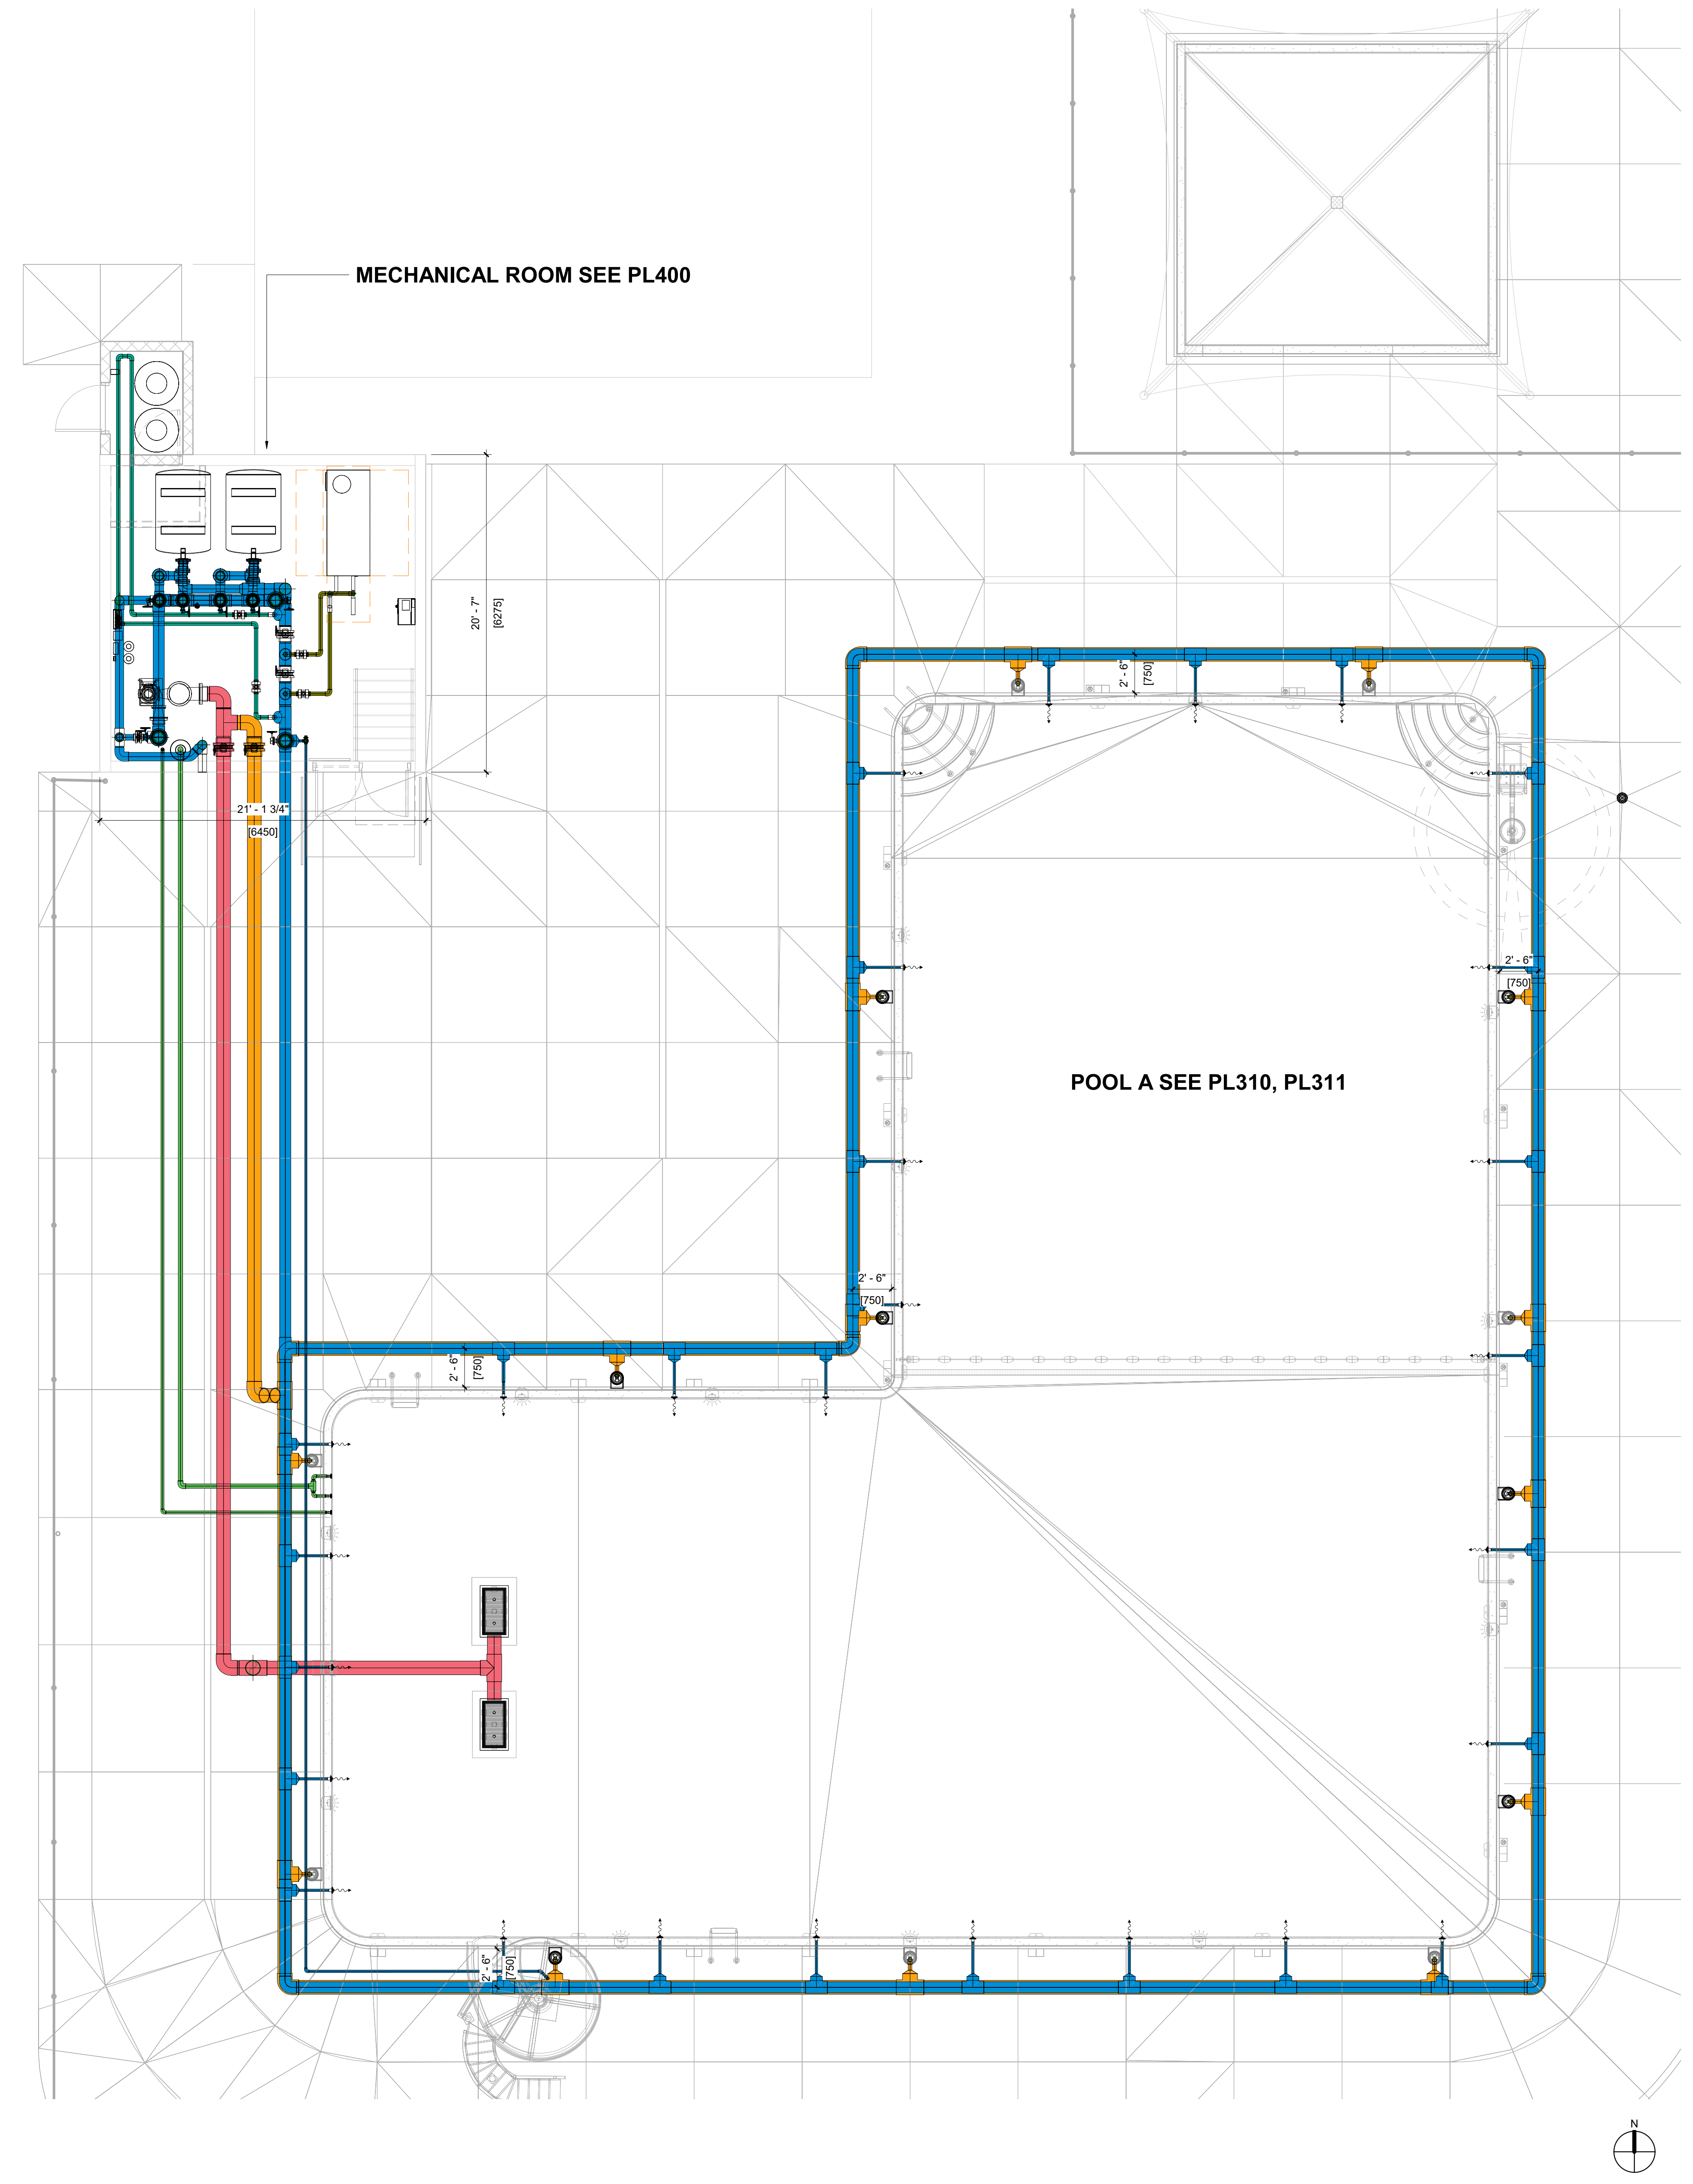 MECHANICAL ROOM SEE PL400
20' - 7"
[6275]
2' - 6"
[750]
21' - 1 3/4"
[6450]
2' - 6"
[750]
POOL A SEE PL310, PL311
2' - 6"
[750]
2' - 6"
[750]
2' - 6"
[750]
N